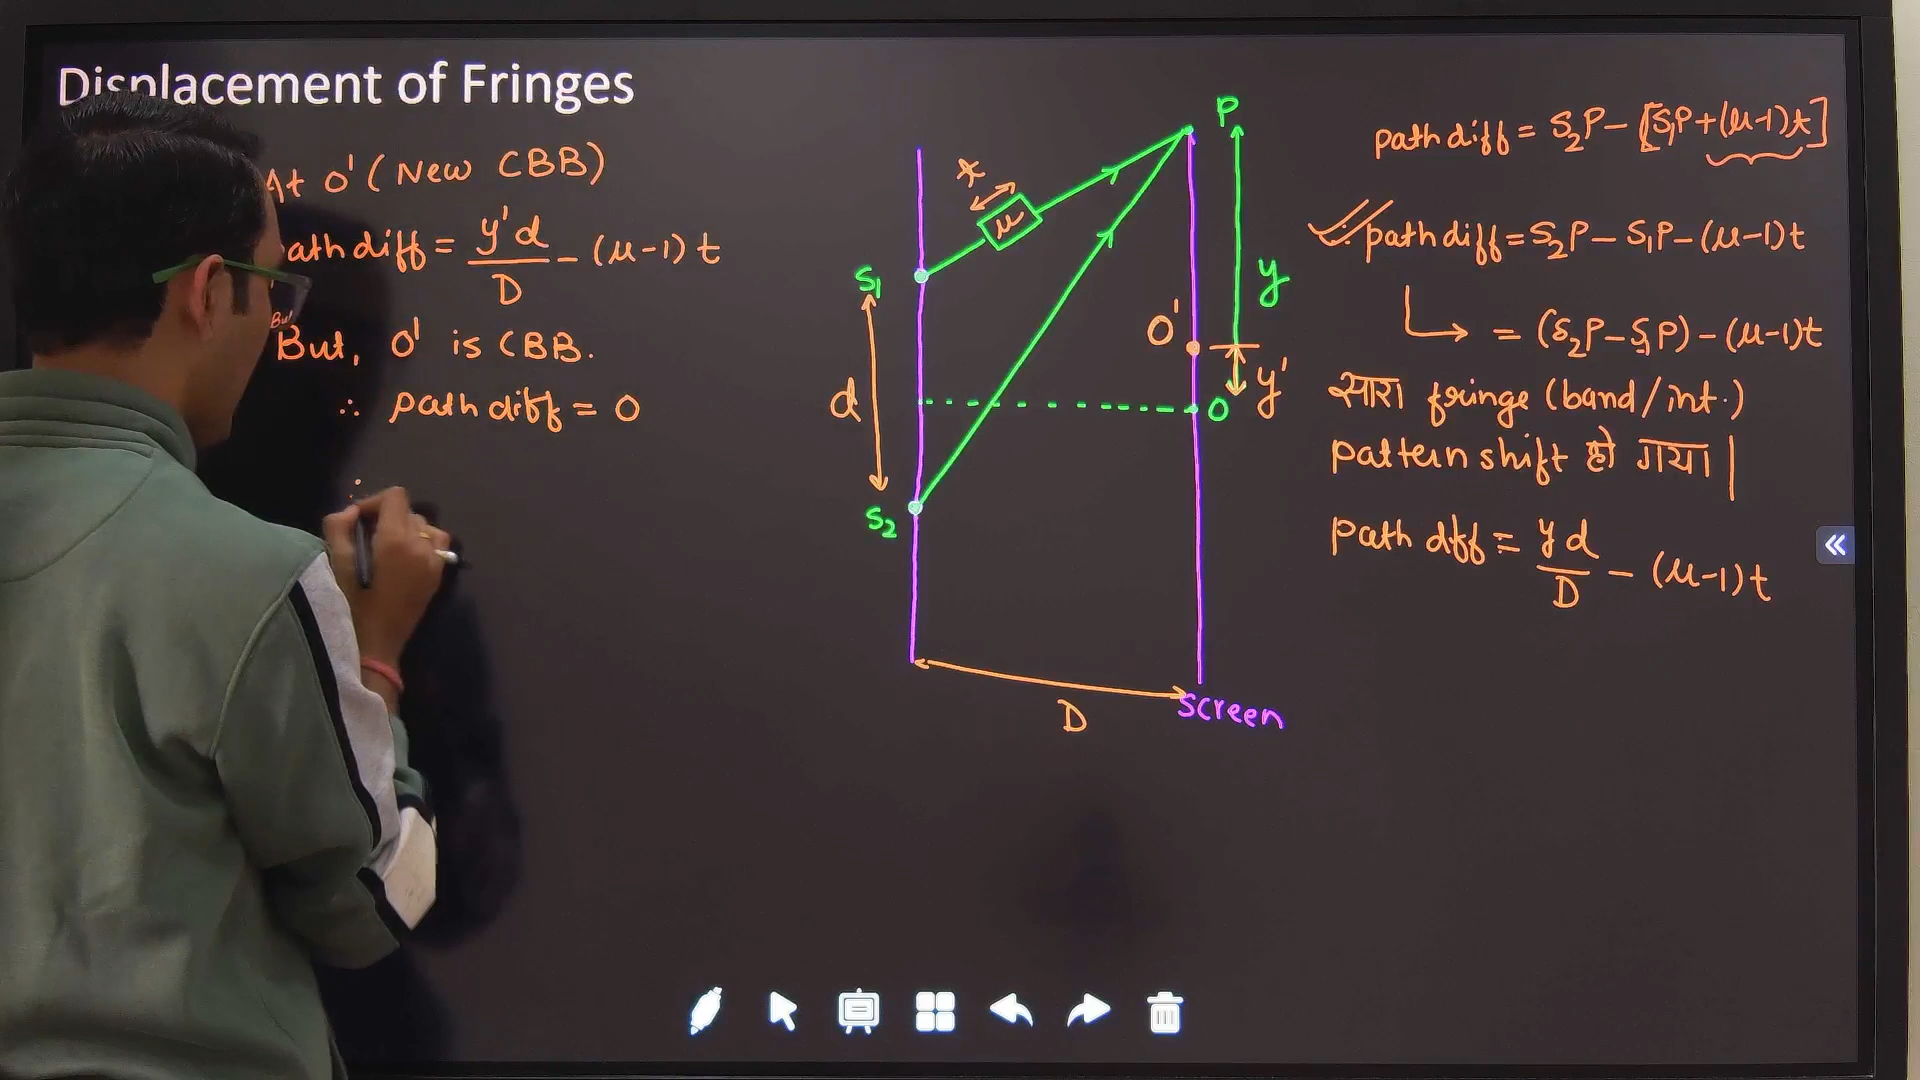 Displacement of Fringes
At O' (New CBB)
path diff = y'd/D - (μ-1) t
But
But, O' is CBB.
∴ path diff = 0
∴
P
t
μ
S₁
y
O'
y'
d
O
S₂
D
Screen
path diff = S₂P - [S₁P + (μ-1)t]
path diff = S₂P - S₁P - (μ-1)t
= (S₂P - S₁P) - (μ-1)t
सारा fringe (band/int.)
pattern shift हो गया |
path diff = yd/D - (μ-1)t